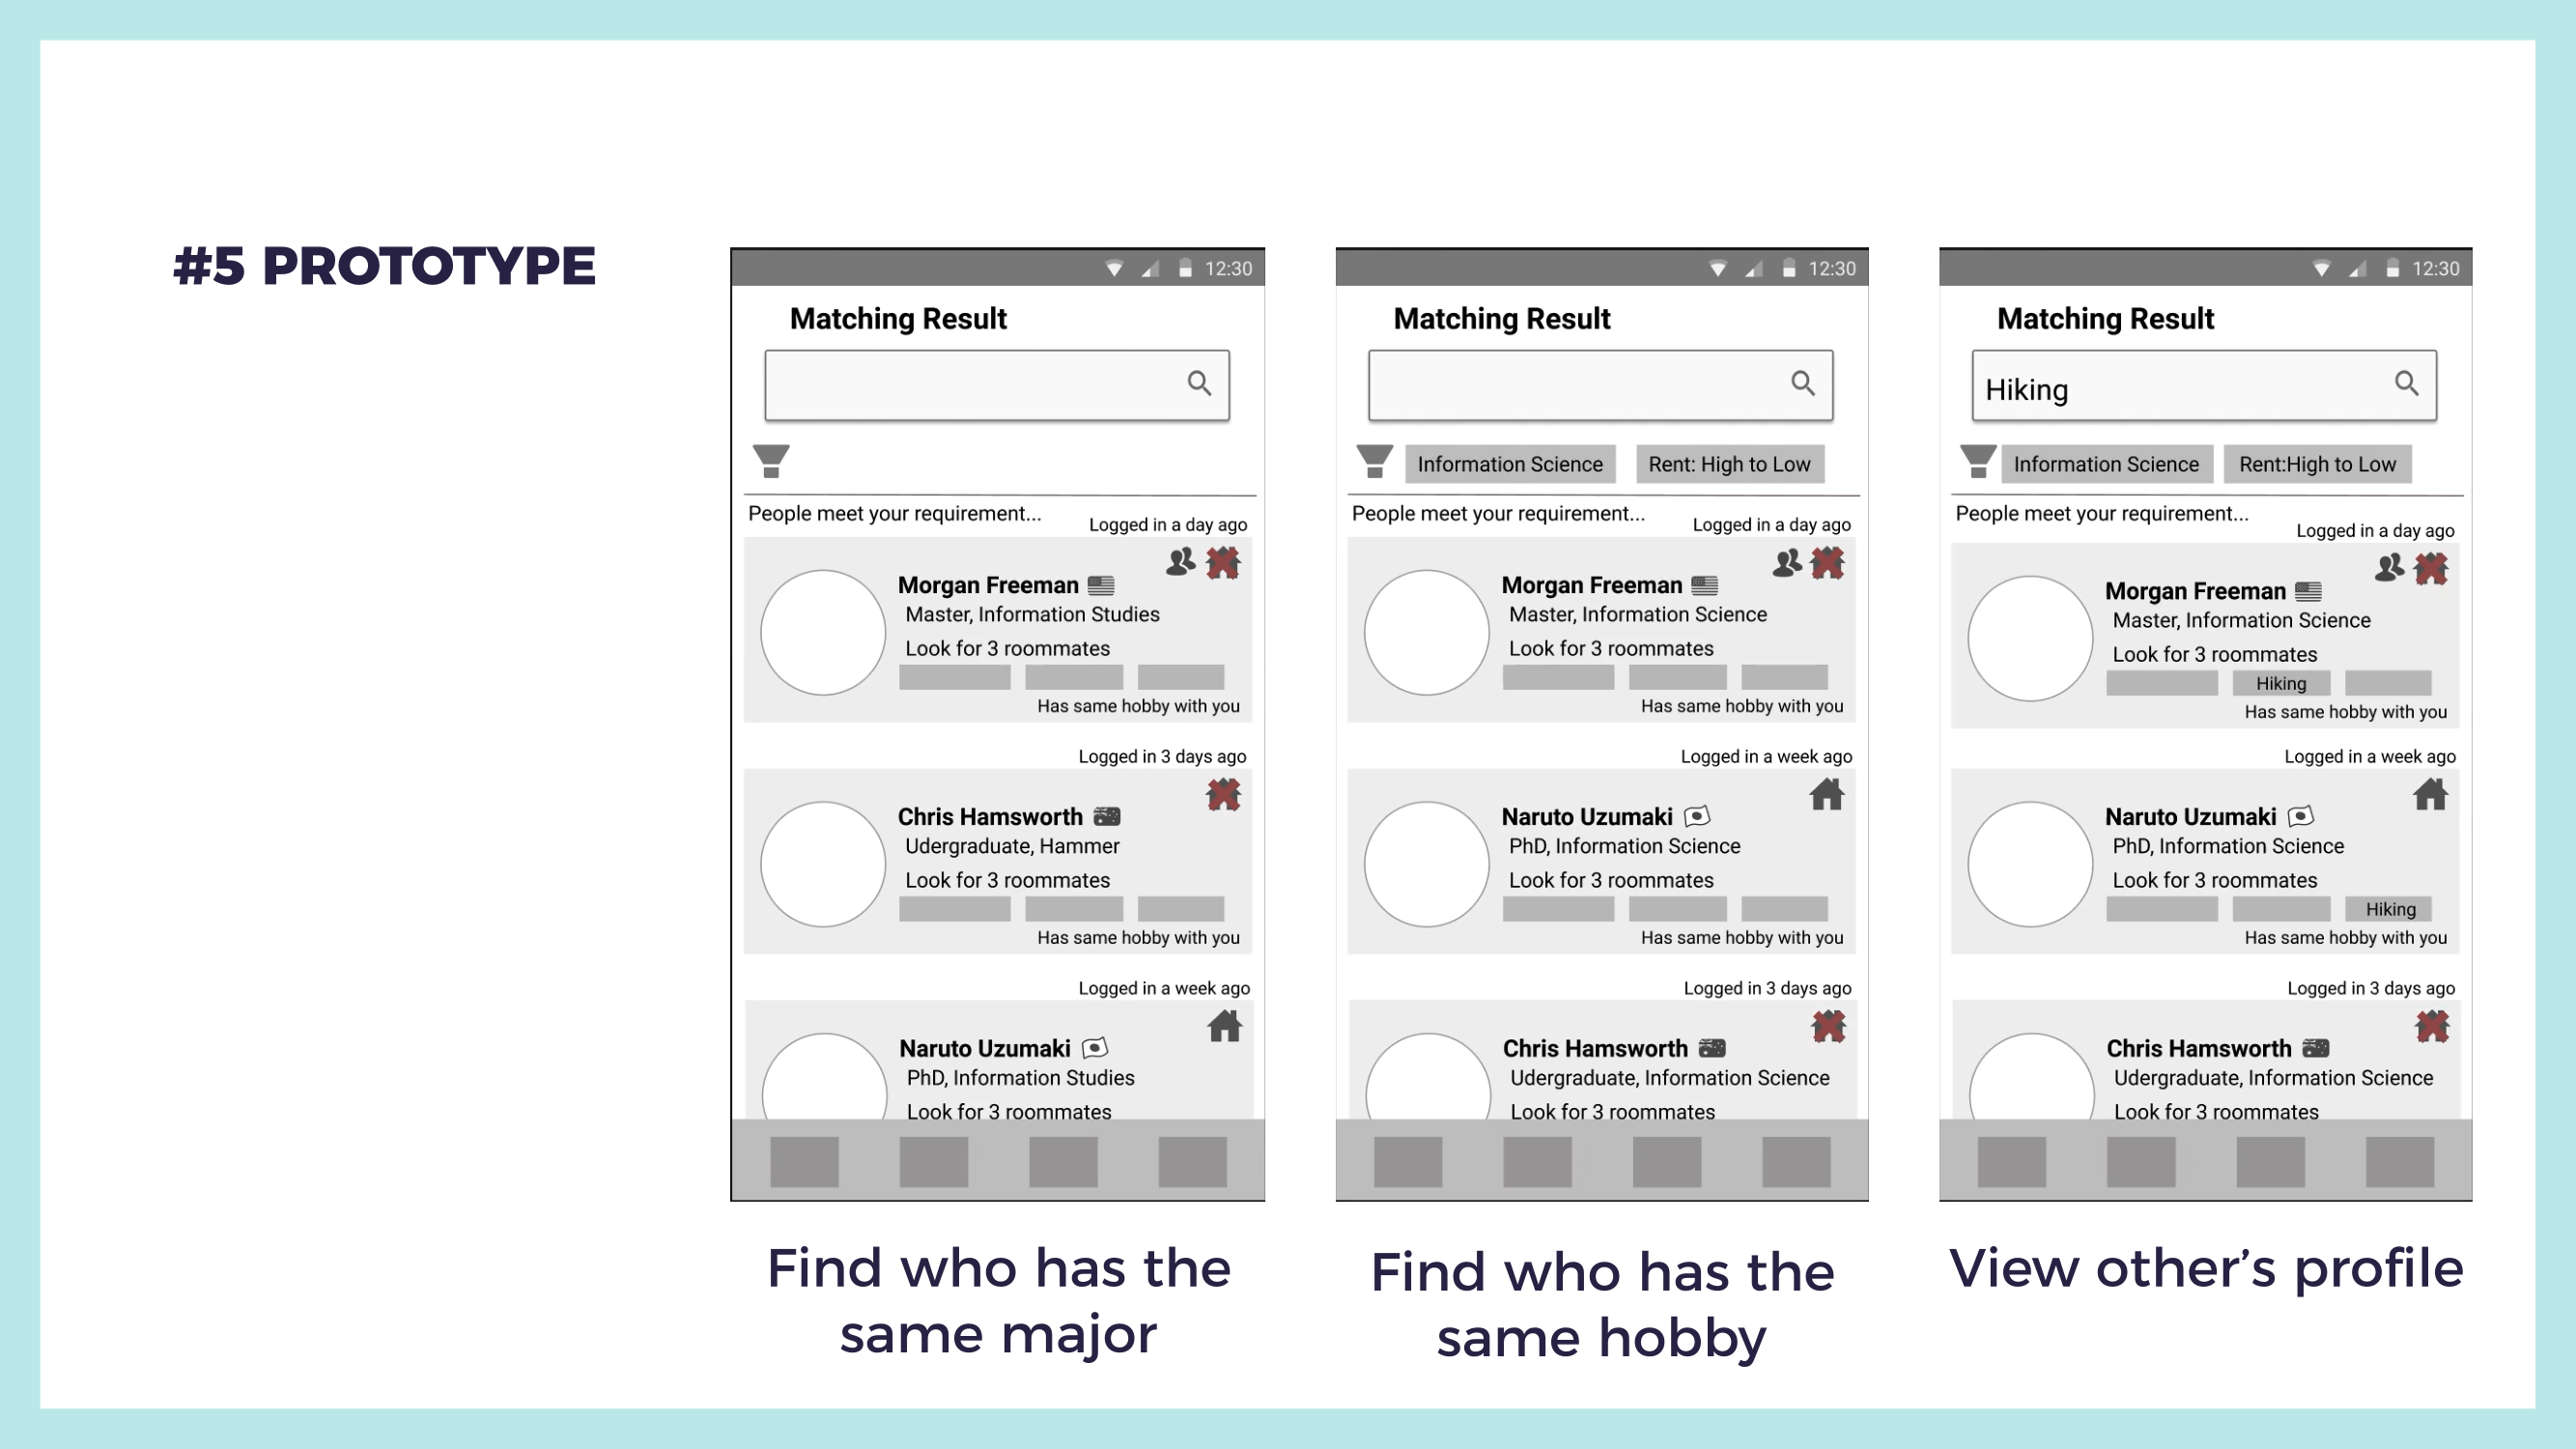 #5 PROTOTYPE
12:30
Matching Result
People meet your requirement...
Logged in a day ago
Morgan Freeman
Master, Information Studies
Look for 3 roommates
Has same hobby with you
Logged in 3 days ago
Chris Hamsworth
Udergraduate, Hammer
Look for 3 roommates
Has same hobby with you
Logged in a week ago
Naruto Uzumaki
PhD, Information Studies
Look for 3 roommates
Find who has the
same major
12:30
Matching Result
Information Science
Rent: High to Low
People meet your requirement...
Logged in a day ago
Morgan Freeman
Master, Information Science
Look for 3 roommates
Has same hobby with you
Logged in a week ago
Naruto Uzumaki
PhD, Information Science
Look for 3 roommates
Has same hobby with you
Logged in 3 days ago
Chris Hamsworth
Udergraduate, Information Science
Look for 3 roommates
Find who has the
same hobby
12:30
Matching Result
Hiking
Information Science
Rent:High to Low
People meet your requirement...
Logged in a day ago
Morgan Freeman
Master, Information Science
Look for 3 roommates
Hiking
Has same hobby with you
Logged in a week ago
Naruto Uzumaki
PhD, Information Science
Look for 3 roommates
Hiking
Has same hobby with you
Logged in 3 days ago
Chris Hamsworth
Udergraduate, Information Science
Look for 3 roommates
View other’s profile